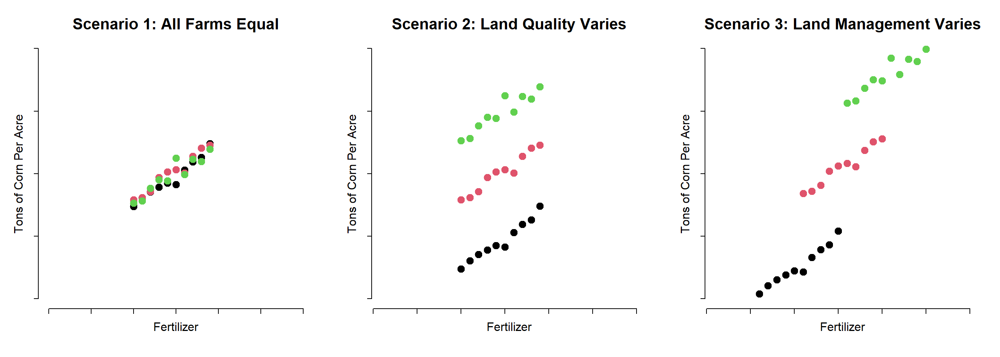 Scenario 1: All Farms Equal
Tons of Corn Per Acre
Fertilizer
Scenario 2: Land Quality Varies
Tons of Corn Per Acre
Fertilizer
Scenario 3: Land Management Varies
Tons of Corn Per Acre
Fertilizer